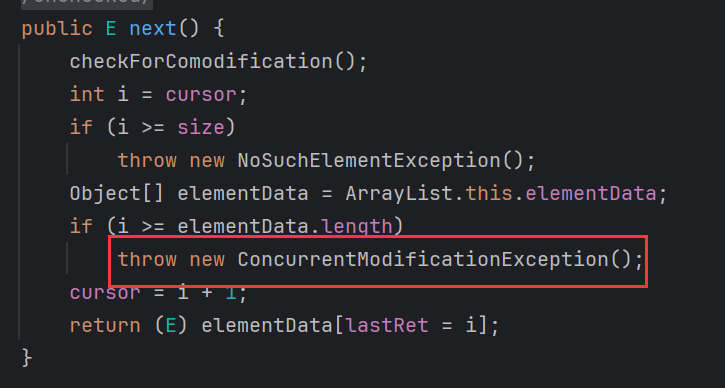 public E next() {
checkForComodification();
int i = cursor;
if (i >= size)
throw new NoSuchElementException();
Object[] elementData = ArrayList.this.elementData;
if (i >= elementData.length)
throw new ConcurrentModificationException();
cursor = i + 1;
return (E) elementData[lastRet = i];
}